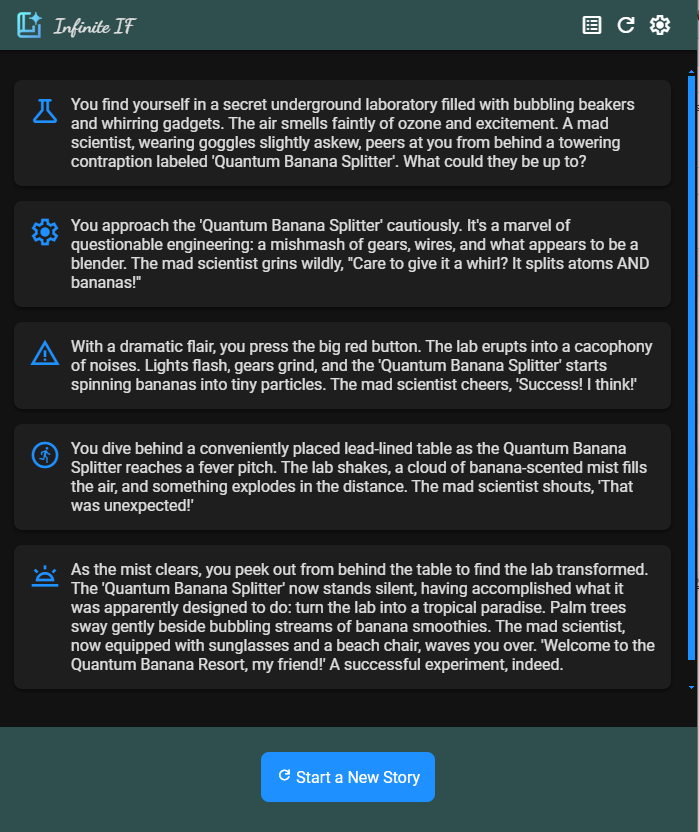 Infinite IF
You find yourself in a secret underground laboratory filled with bubbling beakers
and whirring gadgets. The air smells faintly of ozone and excitement. A mad
scientist, wearing goggles slightly askew, peers at you from behind a towering
contraption labeled 'Quantum Banana Splitter'. What could they be up to?
You approach the 'Quantum Banana Splitter' cautiously. It's a marvel of
questionable engineering: a mishmash of gears, wires, and what appears to be a
blender. The mad scientist grins wildly, "Care to give it a whirl? It splits atoms AND
bananas!"
With a dramatic flair, you press the big red button. The lab erupts into a cacophony
of noises. Lights flash, gears grind, and the 'Quantum Banana Splitter' starts
spinning bananas into tiny particles. The mad scientist cheers, 'Success! I think!'
You dive behind a conveniently placed lead-lined table as the Quantum Banana
Splitter reaches a fever pitch. The lab shakes, a cloud of banana-scented mist fills
the air, and something explodes in the distance. The mad scientist shouts, 'That
was unexpected!'
As the mist clears, you peek out from behind the table to find the lab transformed.
The 'Quantum Banana Splitter' now stands silent, having accomplished what it
was apparently designed to do: turn the lab into a tropical paradise. Palm trees
sway gently beside bubbling streams of banana smoothies. The mad scientist,
now equipped with sunglasses and a beach chair, waves you over. 'Welcome to the
Quantum Banana Resort, my friend!' A successful experiment, indeed.
Start a New Story